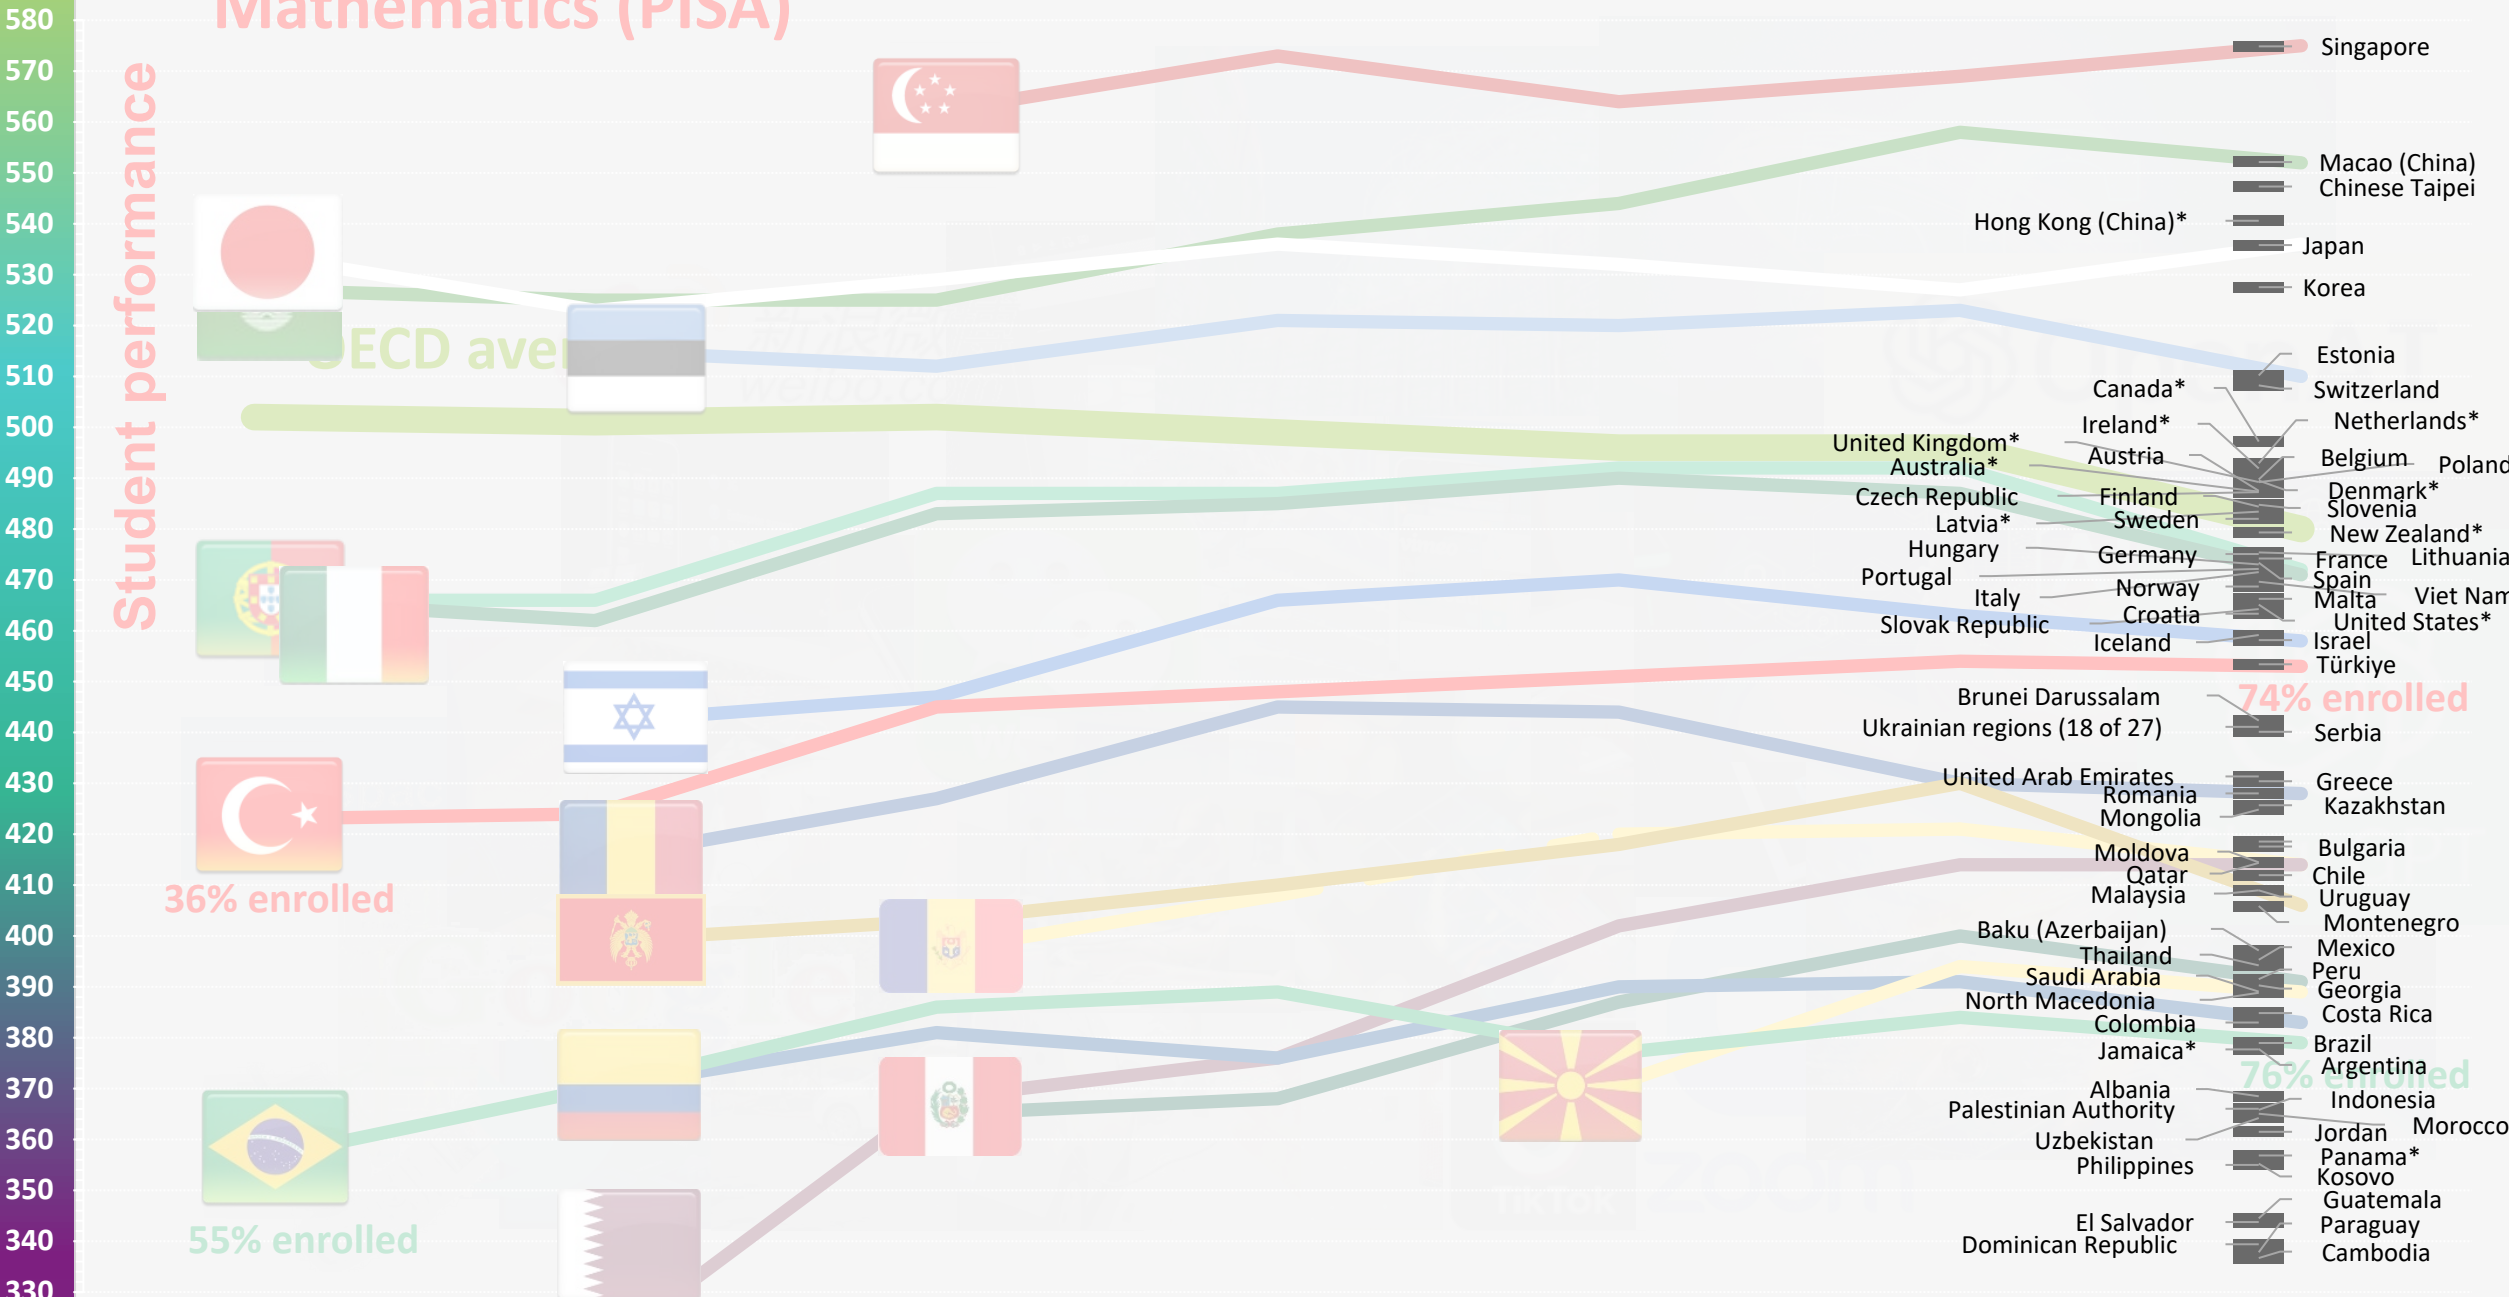 Mathematics (PISA)
Student performance
580
570
560
550
540
530
520
510
500
490
480
470
460
450
440
430
420
410
400
390
380
370
360
350
340
330
OECD aver
weibo.co
36% enrolled
55% enrolled
74% enrolled
76% enrolled
TikTok
zoom
Singapore
Macao (China)
Chinese Taipei
Hong Kong (China)*
Japan
Korea
Estonia
Canada*
Switzerland
Ireland*
Netherlands*
United Kingdom*
Austria
Belgium
Poland
Australia*
Denmark*
Czech Republic
Finland
Slovenia
Latvia*
Sweden
New Zealand*
Hungary
Germany
France
Lithuania
Portugal
Spain
Norway
Italy
Malta
Viet Nam
Croatia
United States*
Slovak Republic
Iceland
Israel
Türkiye
Brunei Darussalam
Ukrainian regions (18 of 27)
Serbia
United Arab Emirates
Greece
Romania
Kazakhstan
Mongolia
Bulgaria
Moldova
Qatar
Chile
Malaysia
Uruguay
Montenegro
Baku (Azerbaijan)
Mexico
Thailand
Peru
Saudi Arabia
Georgia
North Macedonia
Costa Rica
Colombia
Brazil
Jamaica*
Argentina
Albania
Indonesia
Palestinian Authority
Morocco
Jordan
Uzbekistan
Panama*
Philippines
Kosovo
Guatemala
El Salvador
Paraguay
Dominican Republic
Cambodia